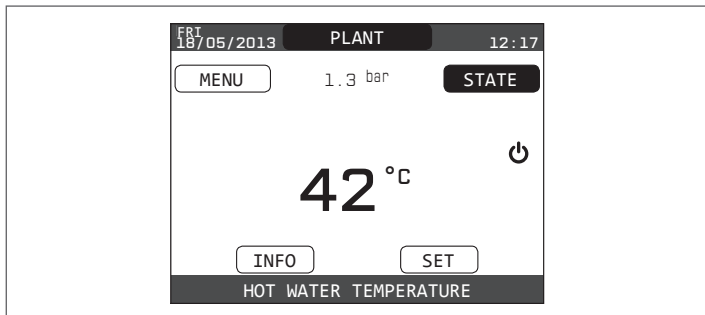 FRI
18/05/2013 PLANT 12:17
MENU 1.3 bar STATE
42 °C
INFO SET
HOT WATER TEMPERATURE